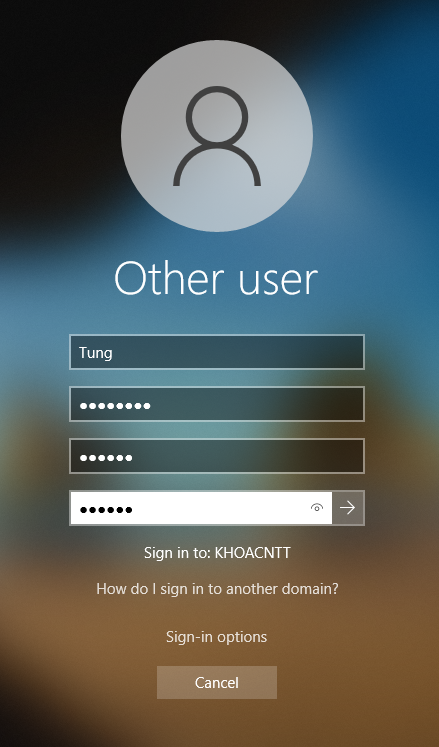 Other user
Tung
●●●●●●●●
●●●●●●
●●●●●●
Sign in to: KHOACNTT
How do I sign in to another domain?
Sign-in options
Cancel